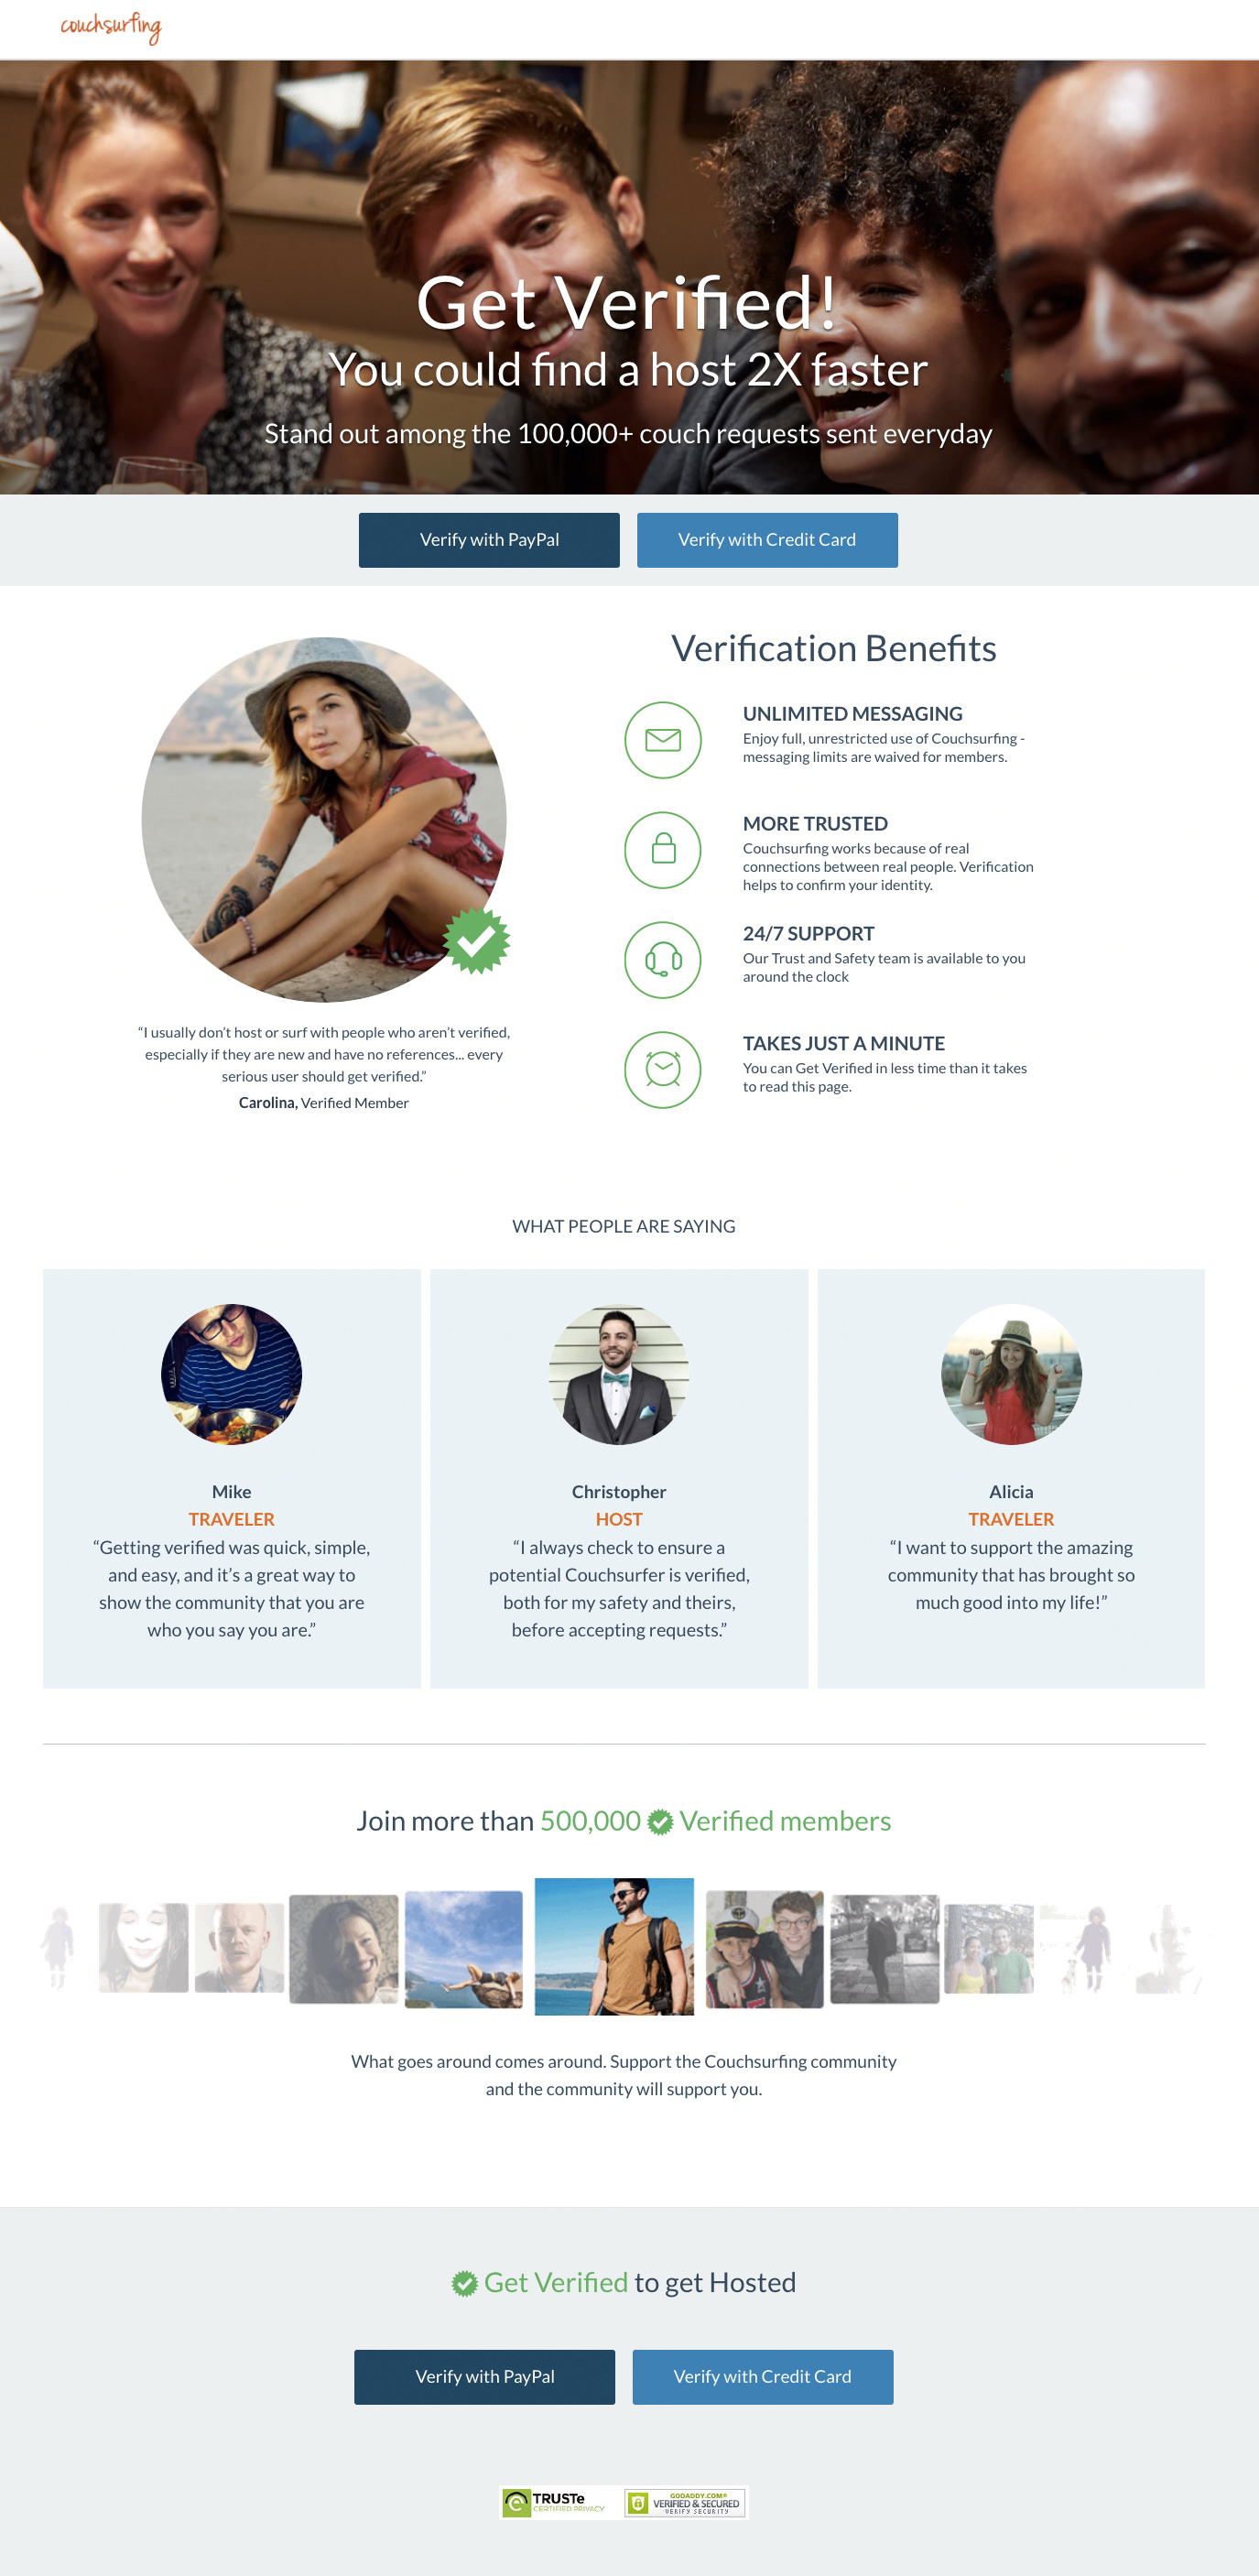 couchsurfing
Get Verified!
You could find a host 2X faster
Stand out among the 100,000+ couch requests sent everyday
Verify with PayPal
Verify with Credit Card
Verification Benefits
UNLIMITED MESSAGING
Enjoy full, unrestricted use of Couchsurfing -
messaging limits are waived for members.
MORE TRUSTED
Couchsurfing works because of real
connections between real people. Verification
helps to confirm your identity.
24/7 SUPPORT
Our Trust and Safety team is available to you
around the clock
TAKES JUST A MINUTE
You can Get Verified in less time than it takes
to read this page.
“I usually don’t host or surf with people who aren’t verified,
especially if they are new and have no references... every
serious user should get verified.”
Carolina, Verified Member
WHAT PEOPLE ARE SAYING
Mike
TRAVELER
“Getting verified was quick, simple,
and easy, and it’s a great way to
show the community that you are
who you say you are.”
Christopher
HOST
“I always check to ensure a
potential Couchsurfer is verified,
both for my safety and theirs,
before accepting requests.”
Alicia
TRAVELER
“I want to support the amazing
community that has brought so
much good into my life!”
Join more than 500,000 Verified members
What goes around comes around. Support the Couchsurfing community
and the community will support you.
Get Verified to get Hosted
Verify with PayPal
Verify with Credit Card
TRUSTe
CERTIFIED PRIVACY
GODADDY.COM®
VERIFIED & SECURED
VERIFY SECURITY